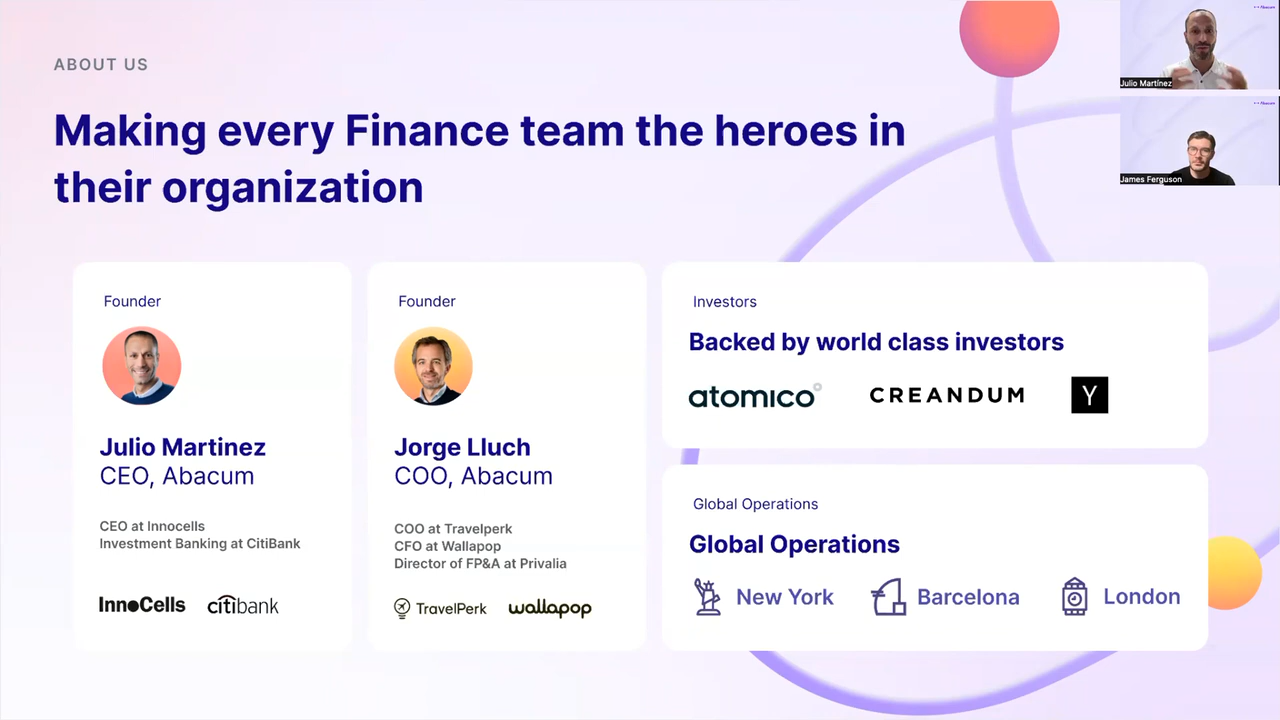 ABOUT US
Making every Finance team the heroes in
their organization
Founder
Julio Martinez
CEO, Abacum
CEO at Innocells
Investment Banking at CitiBank
InnoCells
citibank
Founder
Jorge Lluch
COO, Abacum
COO at Travelperk
CFO at Wallapop
Director of FP&A at Privalia
TravelPerk
wallapop
Investors
Backed by world class investors
atomico
CREANDUM
Y
Global Operations
Global Operations
New York
Barcelona
London
Julio Martínez
James Ferguson